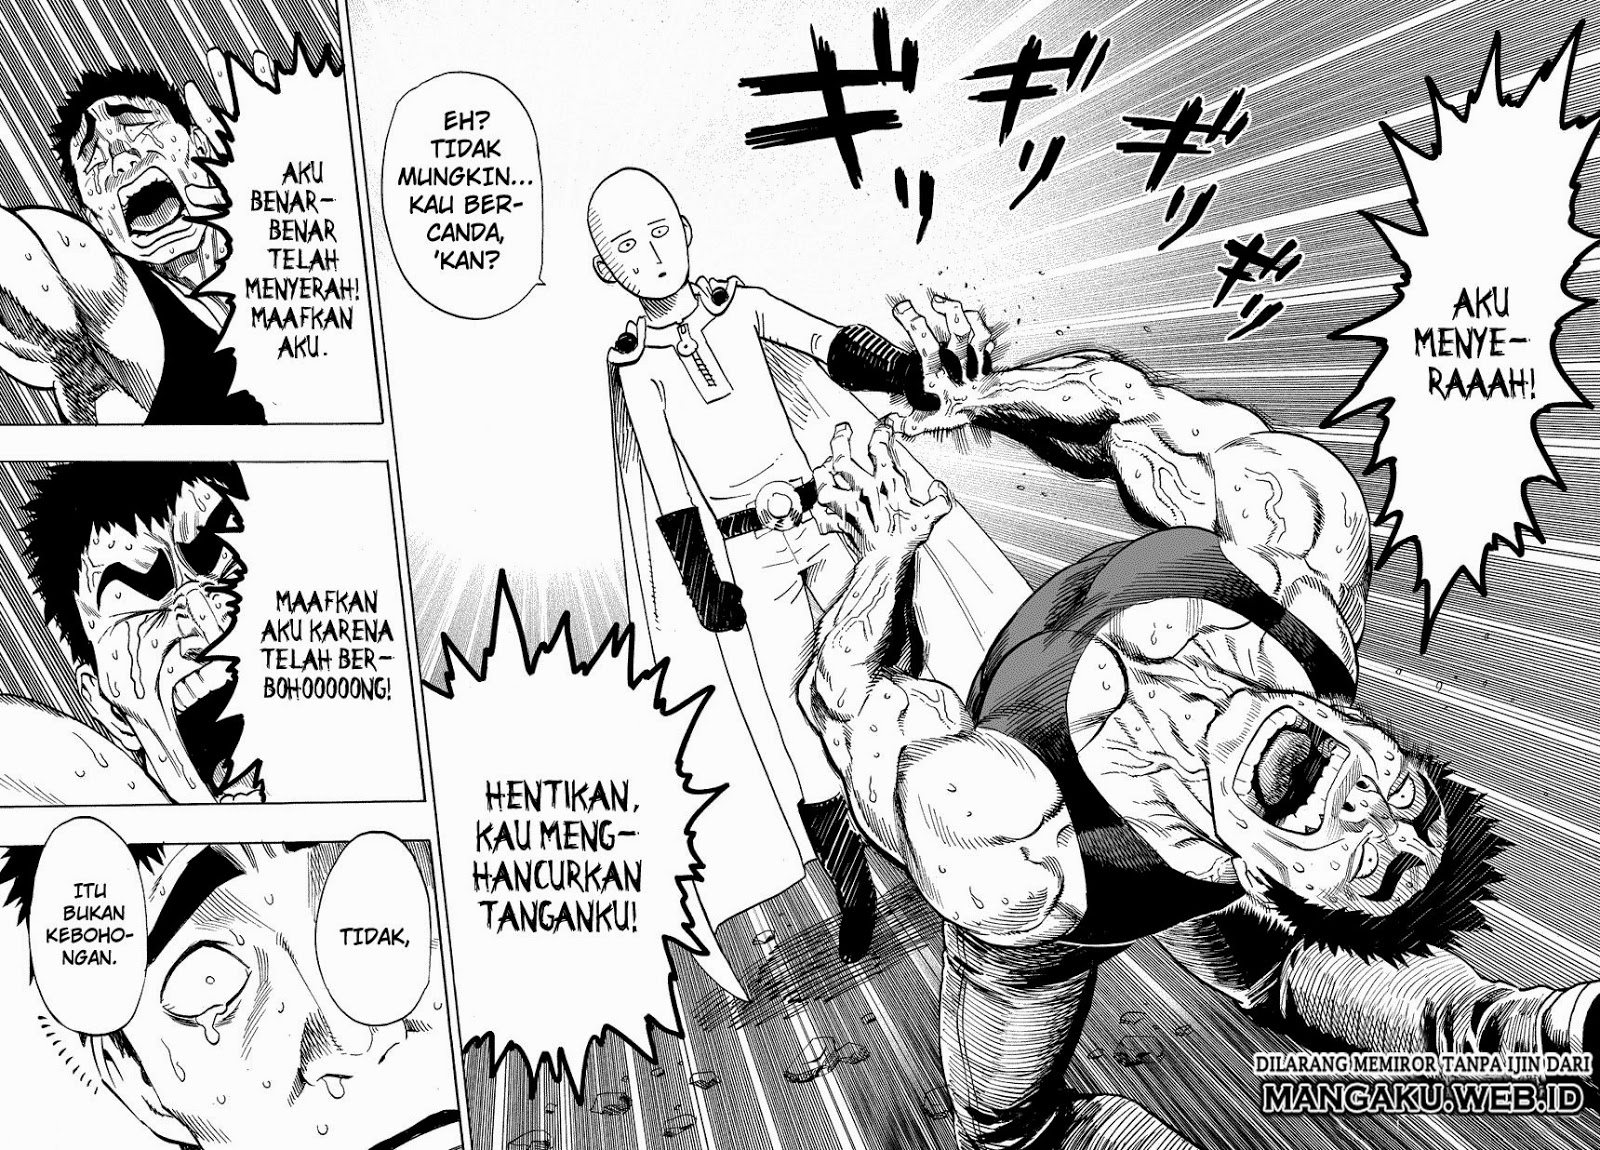 AKU
MENYE-
RAAAH!
ギリ
ギリ
ギリ
ギリ
EH?
TIDAK
MUNGKIN...
KAU BER-
CANDA,
'KAN?
HENTIKAN,
KAU MENG-
HANCURKAN
TANGANKU!
AKU
BENAR-
BENAR
TELAH
MENYERAH!
MAAFKAN
AKU.
MAAFKAN
AKU KARENA
TELAH BER-
BOHOOOOONG!
TIDAK,
ITU
BUKAN
KEBOHO-
NGAN.
DILARANG MEMIROR TANPA IJIN DARI
MANGAKU.WEB.ID